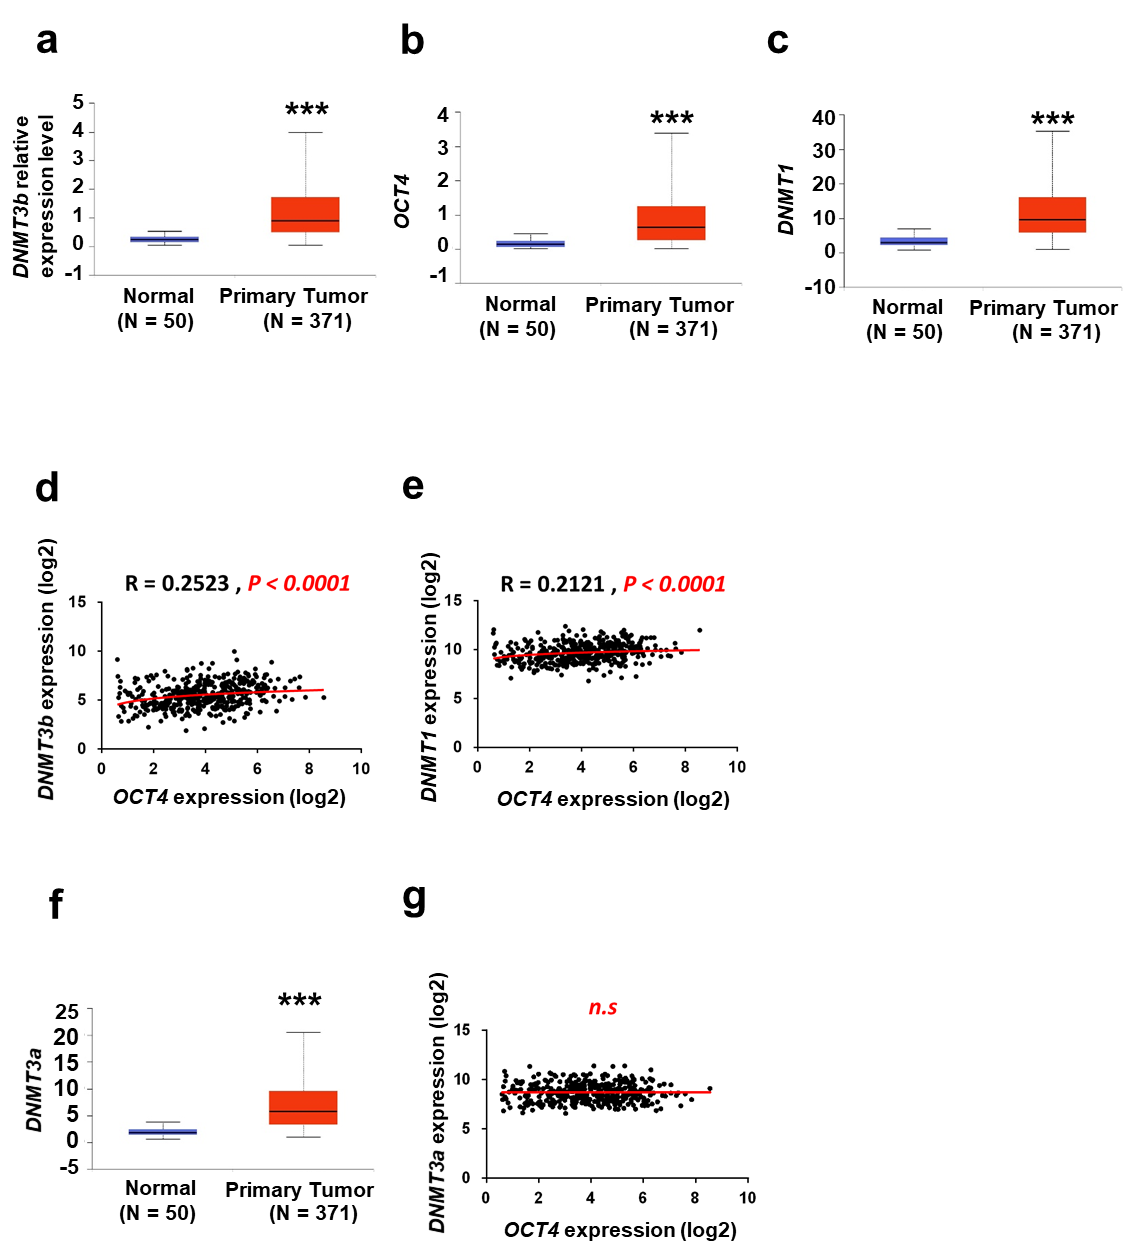 a
b
c
DNMT3b relative
expression level
5
4
3
2
1
0
-1
***
Normal
(N = 50)
Primary Tumor
(N = 371)
OCT4
4
3
2
1
0
-1
***
Normal
(N = 50)
Primary Tumor
(N = 371)
DNMT1
40
30
20
10
0
-10
***
Normal
(N = 50)
Primary Tumor
(N = 371)
d
e
DNMT3b expression (log2)
R = 0.2523 , P < 0.0001
15
10
5
0
0 2 4 6 8 10
OCT4 expression (log2)
DNMT1 expression (log2)
R = 0.2121 , P < 0.0001
15
10
5
0
0 2 4 6 8 10
OCT4 expression (log2)
f
g
DNMT3a
25
20
15
10
5
0
-5
***
Normal
(N = 50)
Primary Tumor
(N = 371)
DNMT3a expression (log2)
n.s
15
10
5
0
0 2 4 6 8 10
OCT4 expression (log2)